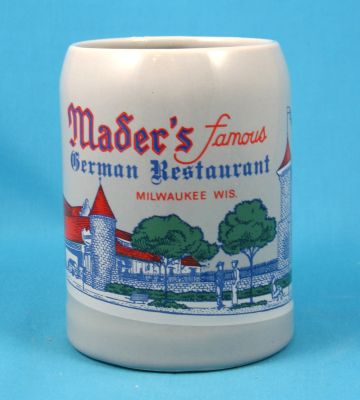 Mader's famous
German Restaurant
MILWAUKEE WIS.